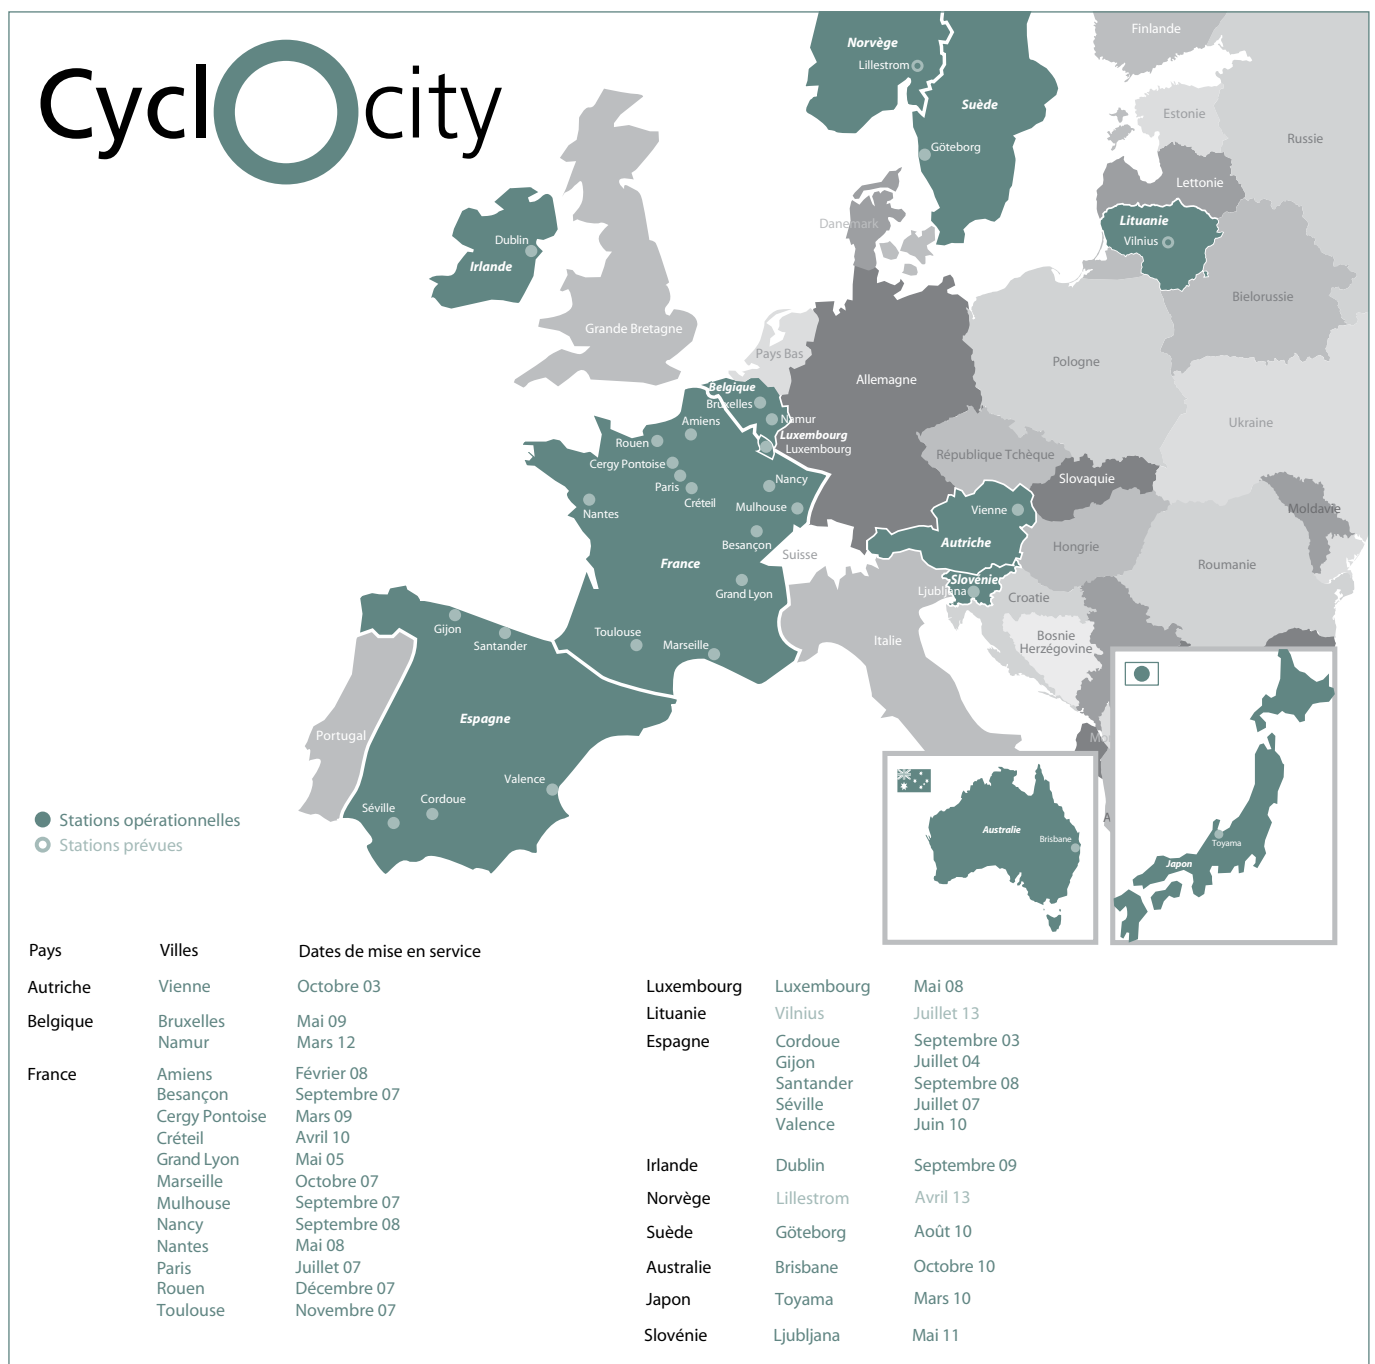 CyclOcity
Norvège
Lillestrom
Suède
Göteborg
Finlande
Estonie
Russie
Lettonie
Lituanie
Vilnius
Danemark
Bielorussie
Dublin
Irlande
Grande Bretagne
Pays Bas
Allemagne
Pologne
Ukraine
Belgique
Bruxelles
Namur
Luxembourg
Luxembourg
Amiens
Rouen
Cergy Pontoise
Paris
Créteil
Nancy
Mulhouse
Nantes
Besançon
France
Grand Lyon
Toulouse
Marseille
Suisse
République Tchèque
Slovaquie
Vienne
Autriche
Hongrie
Moldavie
Roumanie
Slovénie
Ljubljana
Croatie
Bosnie
Herzégovine
Italie
Gijon
Santander
Espagne
Portugal
Valence
Cordoue
Séville
Australie
Brisbane
Toyama
Japon
Stations opérationnelles
Stations prévues
Pays Villes Dates de mise en service
Autriche Vienne Octobre 03
Belgique Bruxelles Mai 09
Namur Mars 12
France Amiens Février 08
Besançon Septembre 07
Cergy Pontoise Mars 09
Créteil Avril 10
Grand Lyon Mai 05
Marseille Octobre 07
Mulhouse Septembre 07
Nancy Septembre 08
Nantes Mai 08
Paris Juillet 07
Rouen Décembre 07
Toulouse Novembre 07
Luxembourg Luxembourg Mai 08
Lituanie Vilnius Juillet 13
Espagne Cordoue Septembre 03
Gijon Juillet 04
Santander Septembre 08
Séville Juillet 07
Valence Juin 10
Irlande Dublin Septembre 09
Norvège Lillestrom Avril 13
Suède Göteborg Août 10
Australie Brisbane Octobre 10
Japon Toyama Mars 10
Slovénie Ljubljana Mai 11